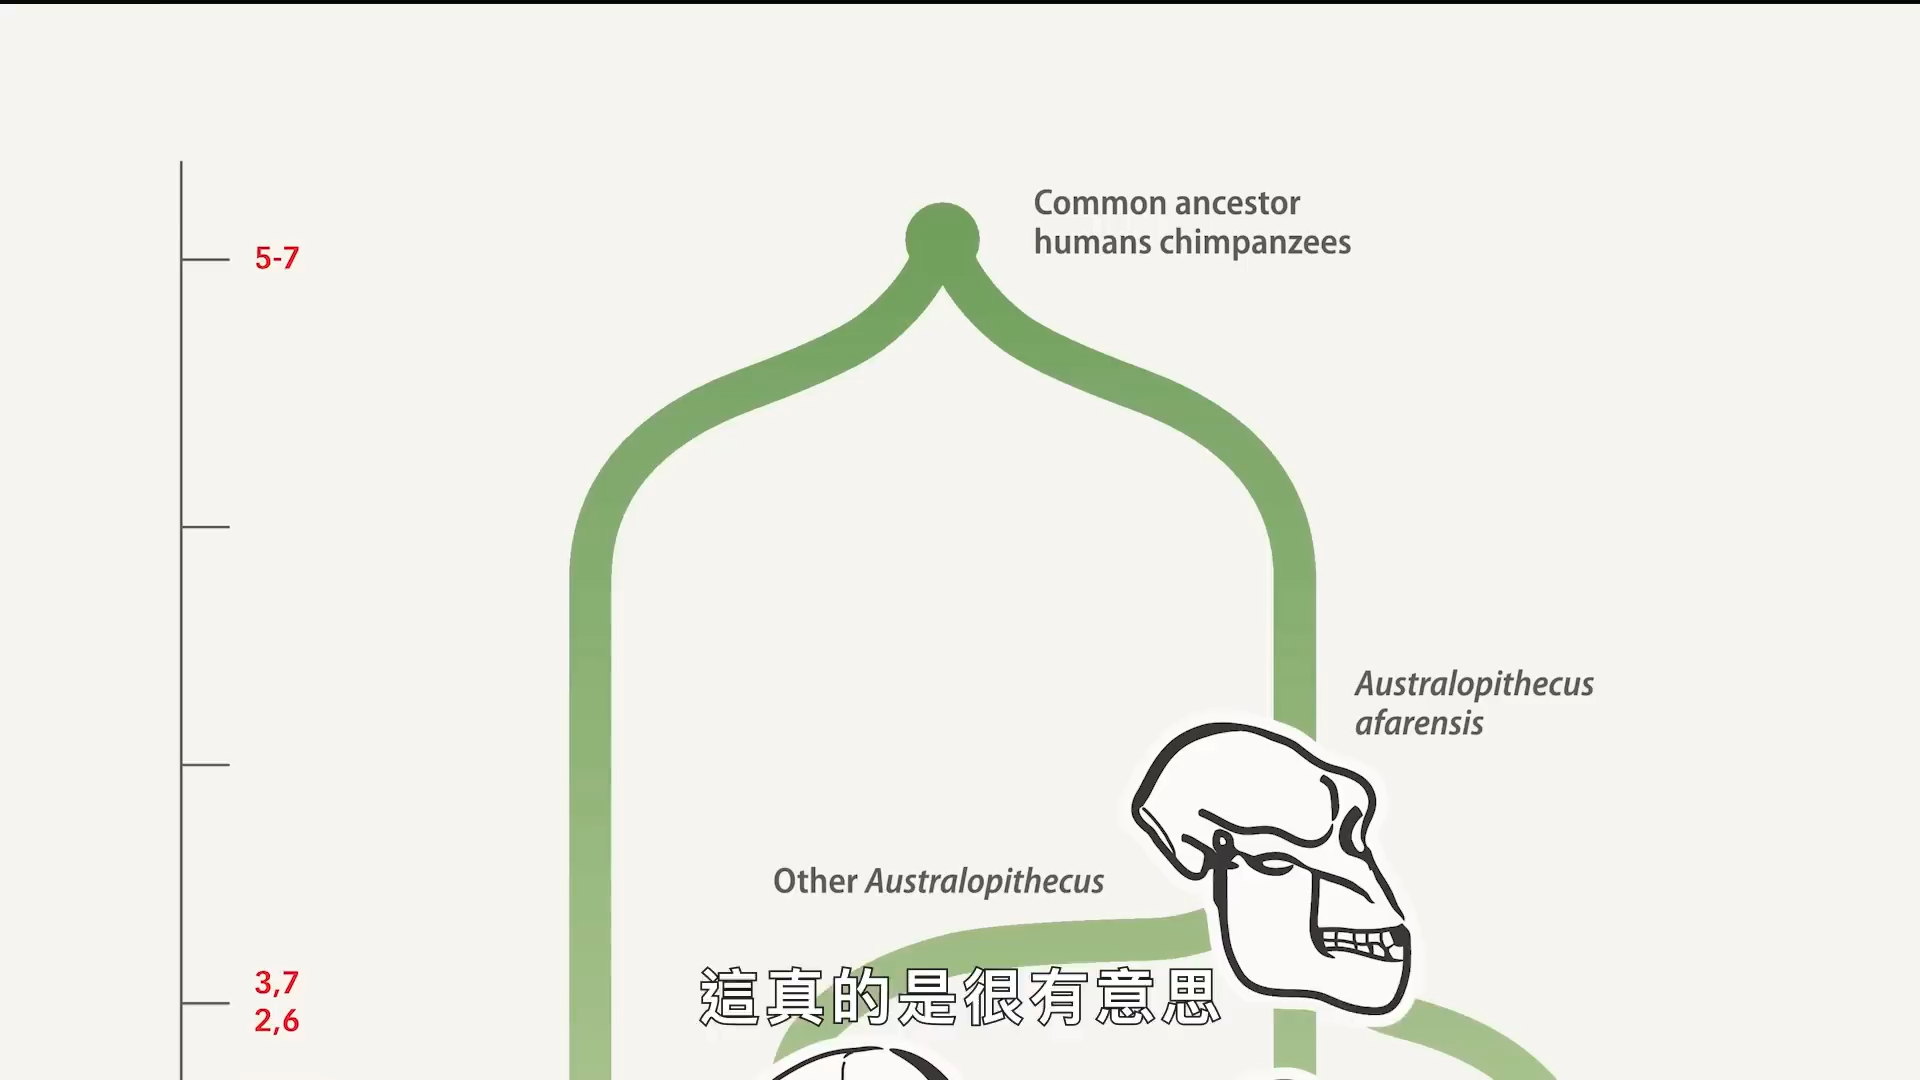 Common ancestor
humans chimpanzees
5-7
Australopithecus
afarensis
Other Australopithecus
3,7
2,6
這真的是很有意思